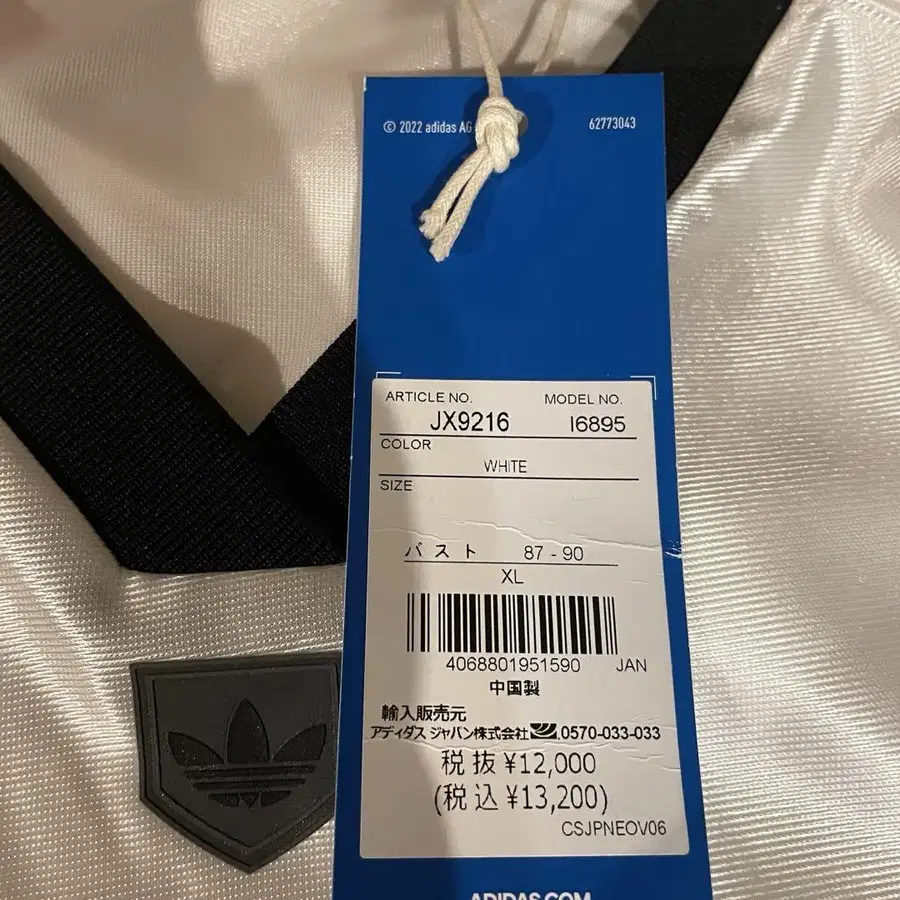 © 2022 adidas AG 62773043
ARTICLE NO. MODEL NO.
JX9216 I6895
COLOR
WHITE
SIZE
バスト 87 - 90
XL
4068801951590 JAN
中国製
輸入販売元
アディダス ジャパン株式会社 0570-033-033
税抜 ¥12,000
(税込 ¥13,200)
CSJPNEOV06
ADIDAS.COM